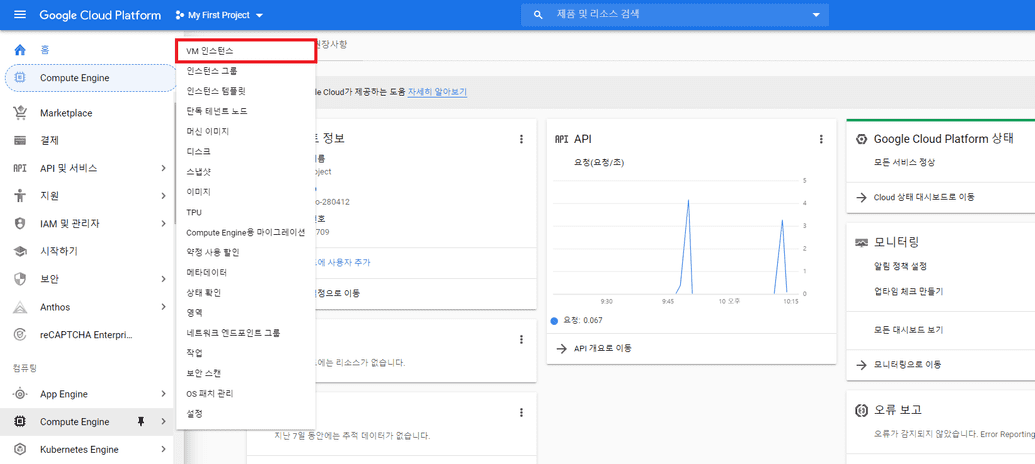 Google Cloud Platform
My First Project
제품 및 리소스 검색
홈
Compute Engine
Marketplace
결제
API 및 서비스
지원
IAM 및 관리자
시작하기
보안
Anthos
reCAPTCHA Enterpri...
컴퓨팅
App Engine
Compute Engine
Kubernetes Engine
VM 인스턴스
인스턴스 그룹
인스턴스 템플릿
단독 테넌트 노드
머신 이미지
디스크
스냅샷
이미지
TPU
Compute Engine용 마이그레이션
약정 사용 할인
메타데이터
상태 확인
영역
네트워크 엔드포인트 그룹
작업
보안 스캔
OS 패치 관리
설정
장사항
le Cloud가 제공하는 도움 자세히 알아보기
트 정보
름
oject
o-280412
호
709
에 사용자 추가
정으로 이동
에는 리소스가 없습니다.
지난 7일 동안에는 추적 데이터가 없습니다.
API API
요청(요청/초)
5
4
3
2
1
0
9:30
9:45
10 오후
10:15
요청: 0.067
API 개요로 이동
Google Cloud Platform 상태
모든 서비스 정상
Cloud 상태 대시보드로 이동
모니터링
알림 정책 설정
업타임 체크 만들기
모든 대시보드 보기
모니터링으로 이동
오류 보고
오류가 감지되지 않았습니다. Error Reporting